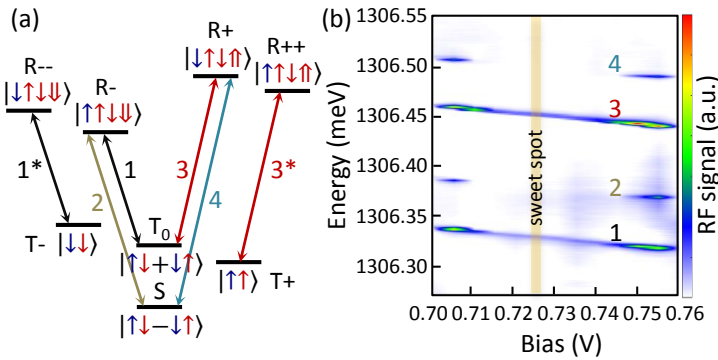 (a)
R+
R++
|↓↑↓⇑⟩
|↑↑↓⇑⟩
R--
R-
|↓↑↓⇓⟩
|↑↑↓⇓⟩
1*
2
1
3
4
3*
T-
|↓↓⟩
T₀
|↑↓+↓↑⟩
|↑↑⟩
T+
S
|↑↓−↓↑⟩
(b)
1306.55
1306.50
1306.45
1306.40
1306.35
1306.30
Energy (meV)
4
3
2
1
sweet spot
0.70
0.71
0.72
0.73
0.74
0.75
0.76
Bias (V)
RF signal (a.u.)